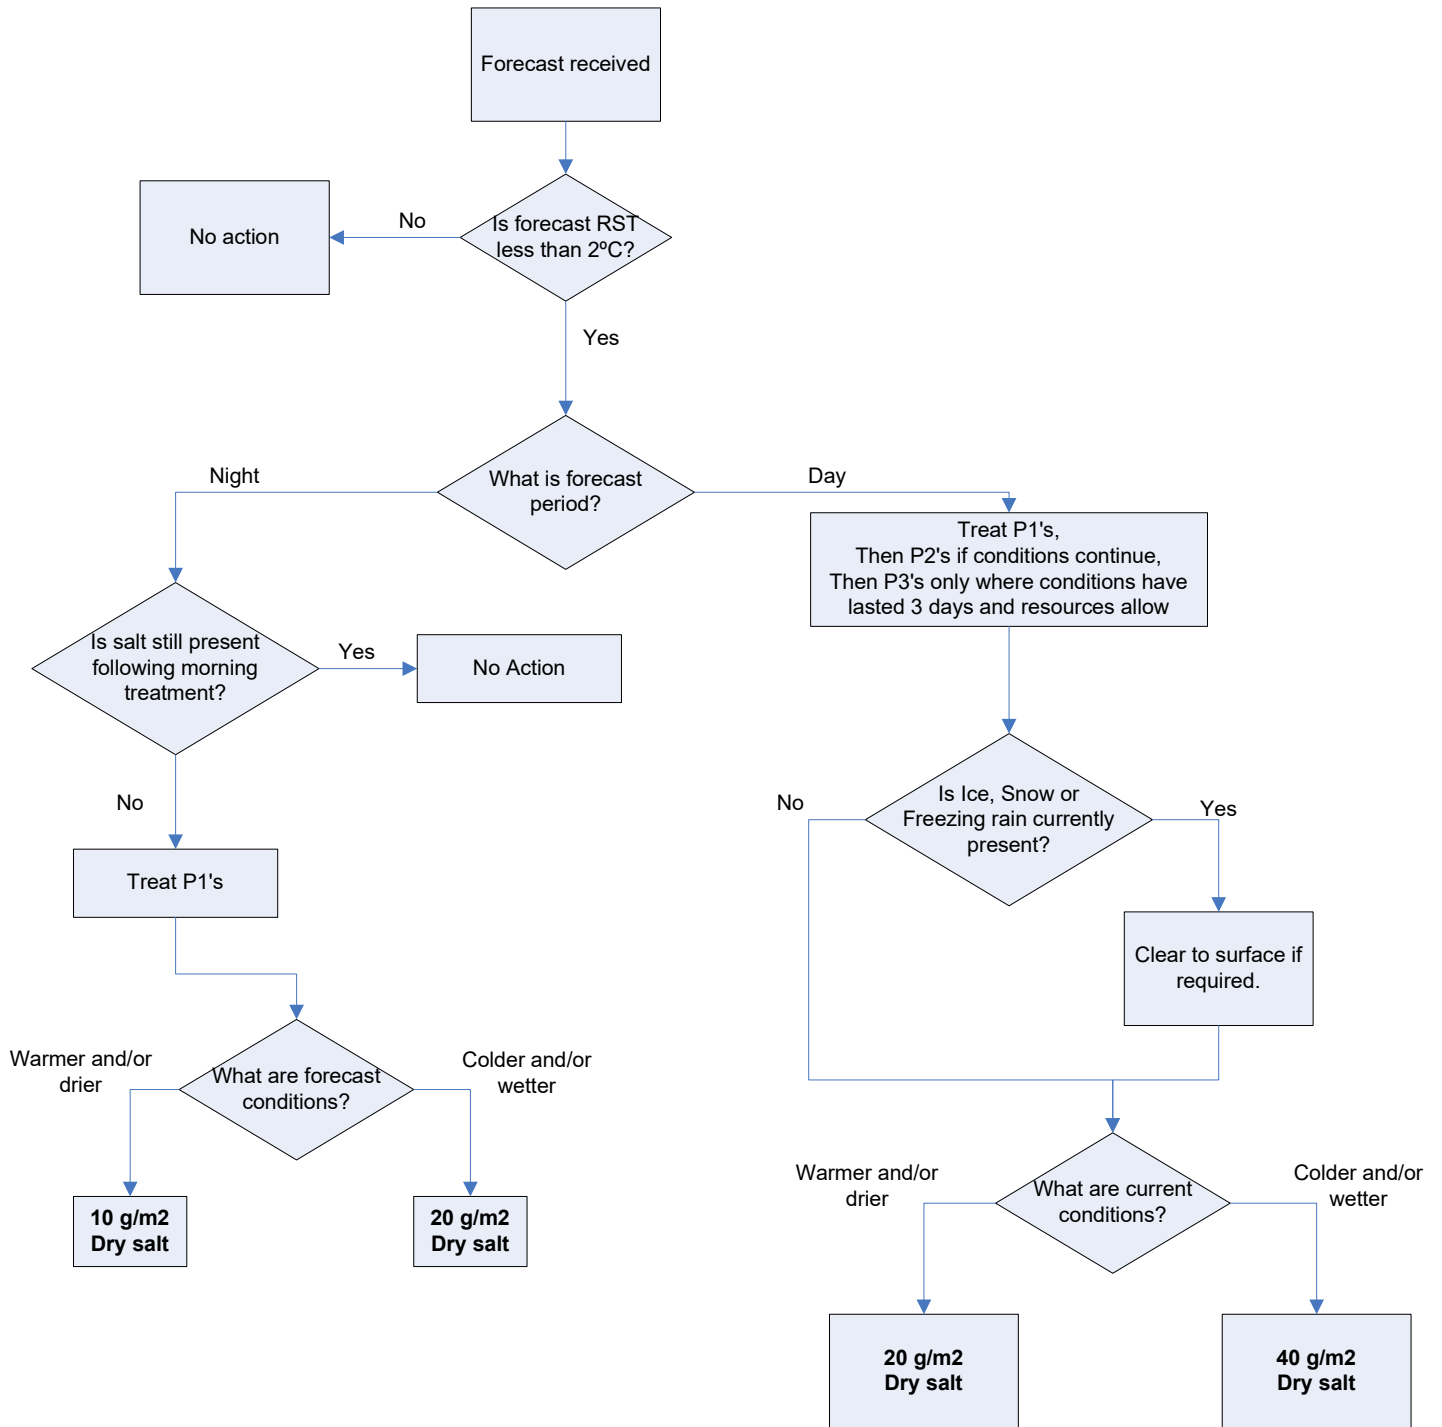 Forecast received
Is forecast RST
less than 2ºC?
No
No action
Yes
What is forecast
period?
Night
Day
Treat P1's,
Then P2's if conditions continue,
Then P3's only where conditions have
lasted 3 days and resources allow
Is salt still present
following morning
treatment?
Yes
No Action
No
Treat P1's
What are forecast
conditions?
Warmer and/or
drier
Colder and/or
wetter
10 g/m2
Dry salt
20 g/m2
Dry salt
Is Ice, Snow or
Freezing rain currently
present?
No
Yes
Clear to surface if
required.
What are current
conditions?
Warmer and/or
drier
Colder and/or
wetter
20 g/m2
Dry salt
40 g/m2
Dry salt